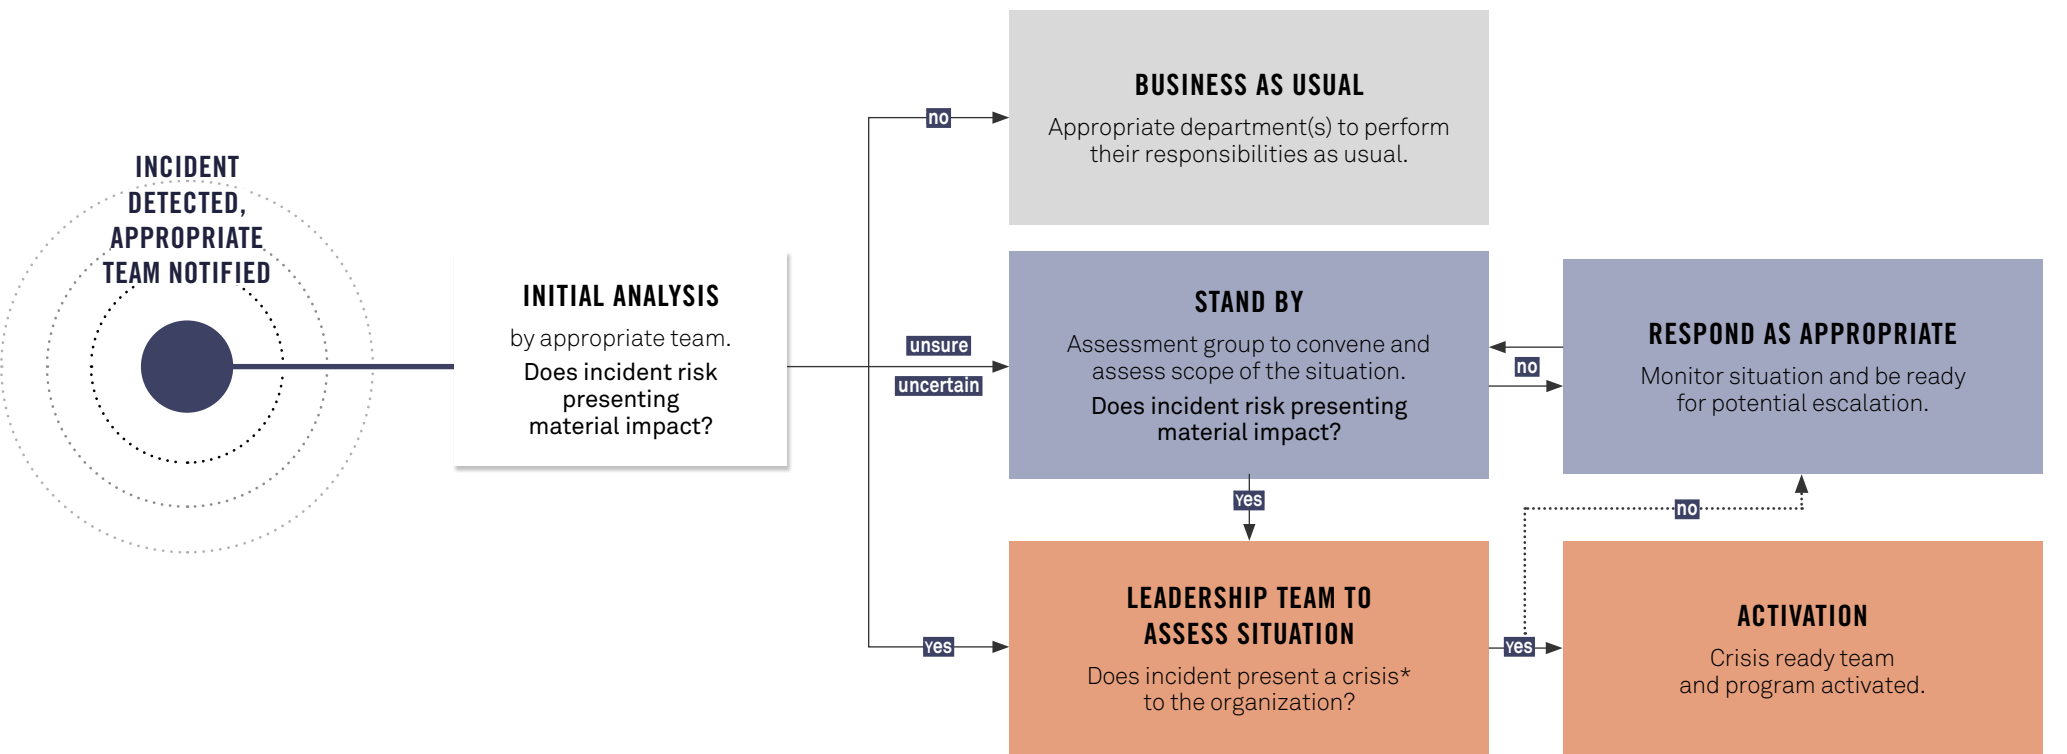 INCIDENT
DETECTED,
APPROPRIATE
TEAM NOTIFIED
INITIAL ANALYSIS
by appropriate team.
Does incident risk
presenting
material impact?
no
BUSINESS AS USUAL
Appropriate department(s) to perform
their responsibilities as usual.
unsure
uncertain
STAND BY
Assessment group to convene and
assess scope of the situation.
Does incident risk presenting
material impact?
no
RESPOND AS APPROPRIATE
Monitor situation and be ready
for potential escalation.
Yes
no
Yes
LEADERSHIP TEAM TO
ASSESS SITUATION
Does incident present a crisis*
to the organization?
Yes
ACTIVATION
Crisis ready team
and program activated.